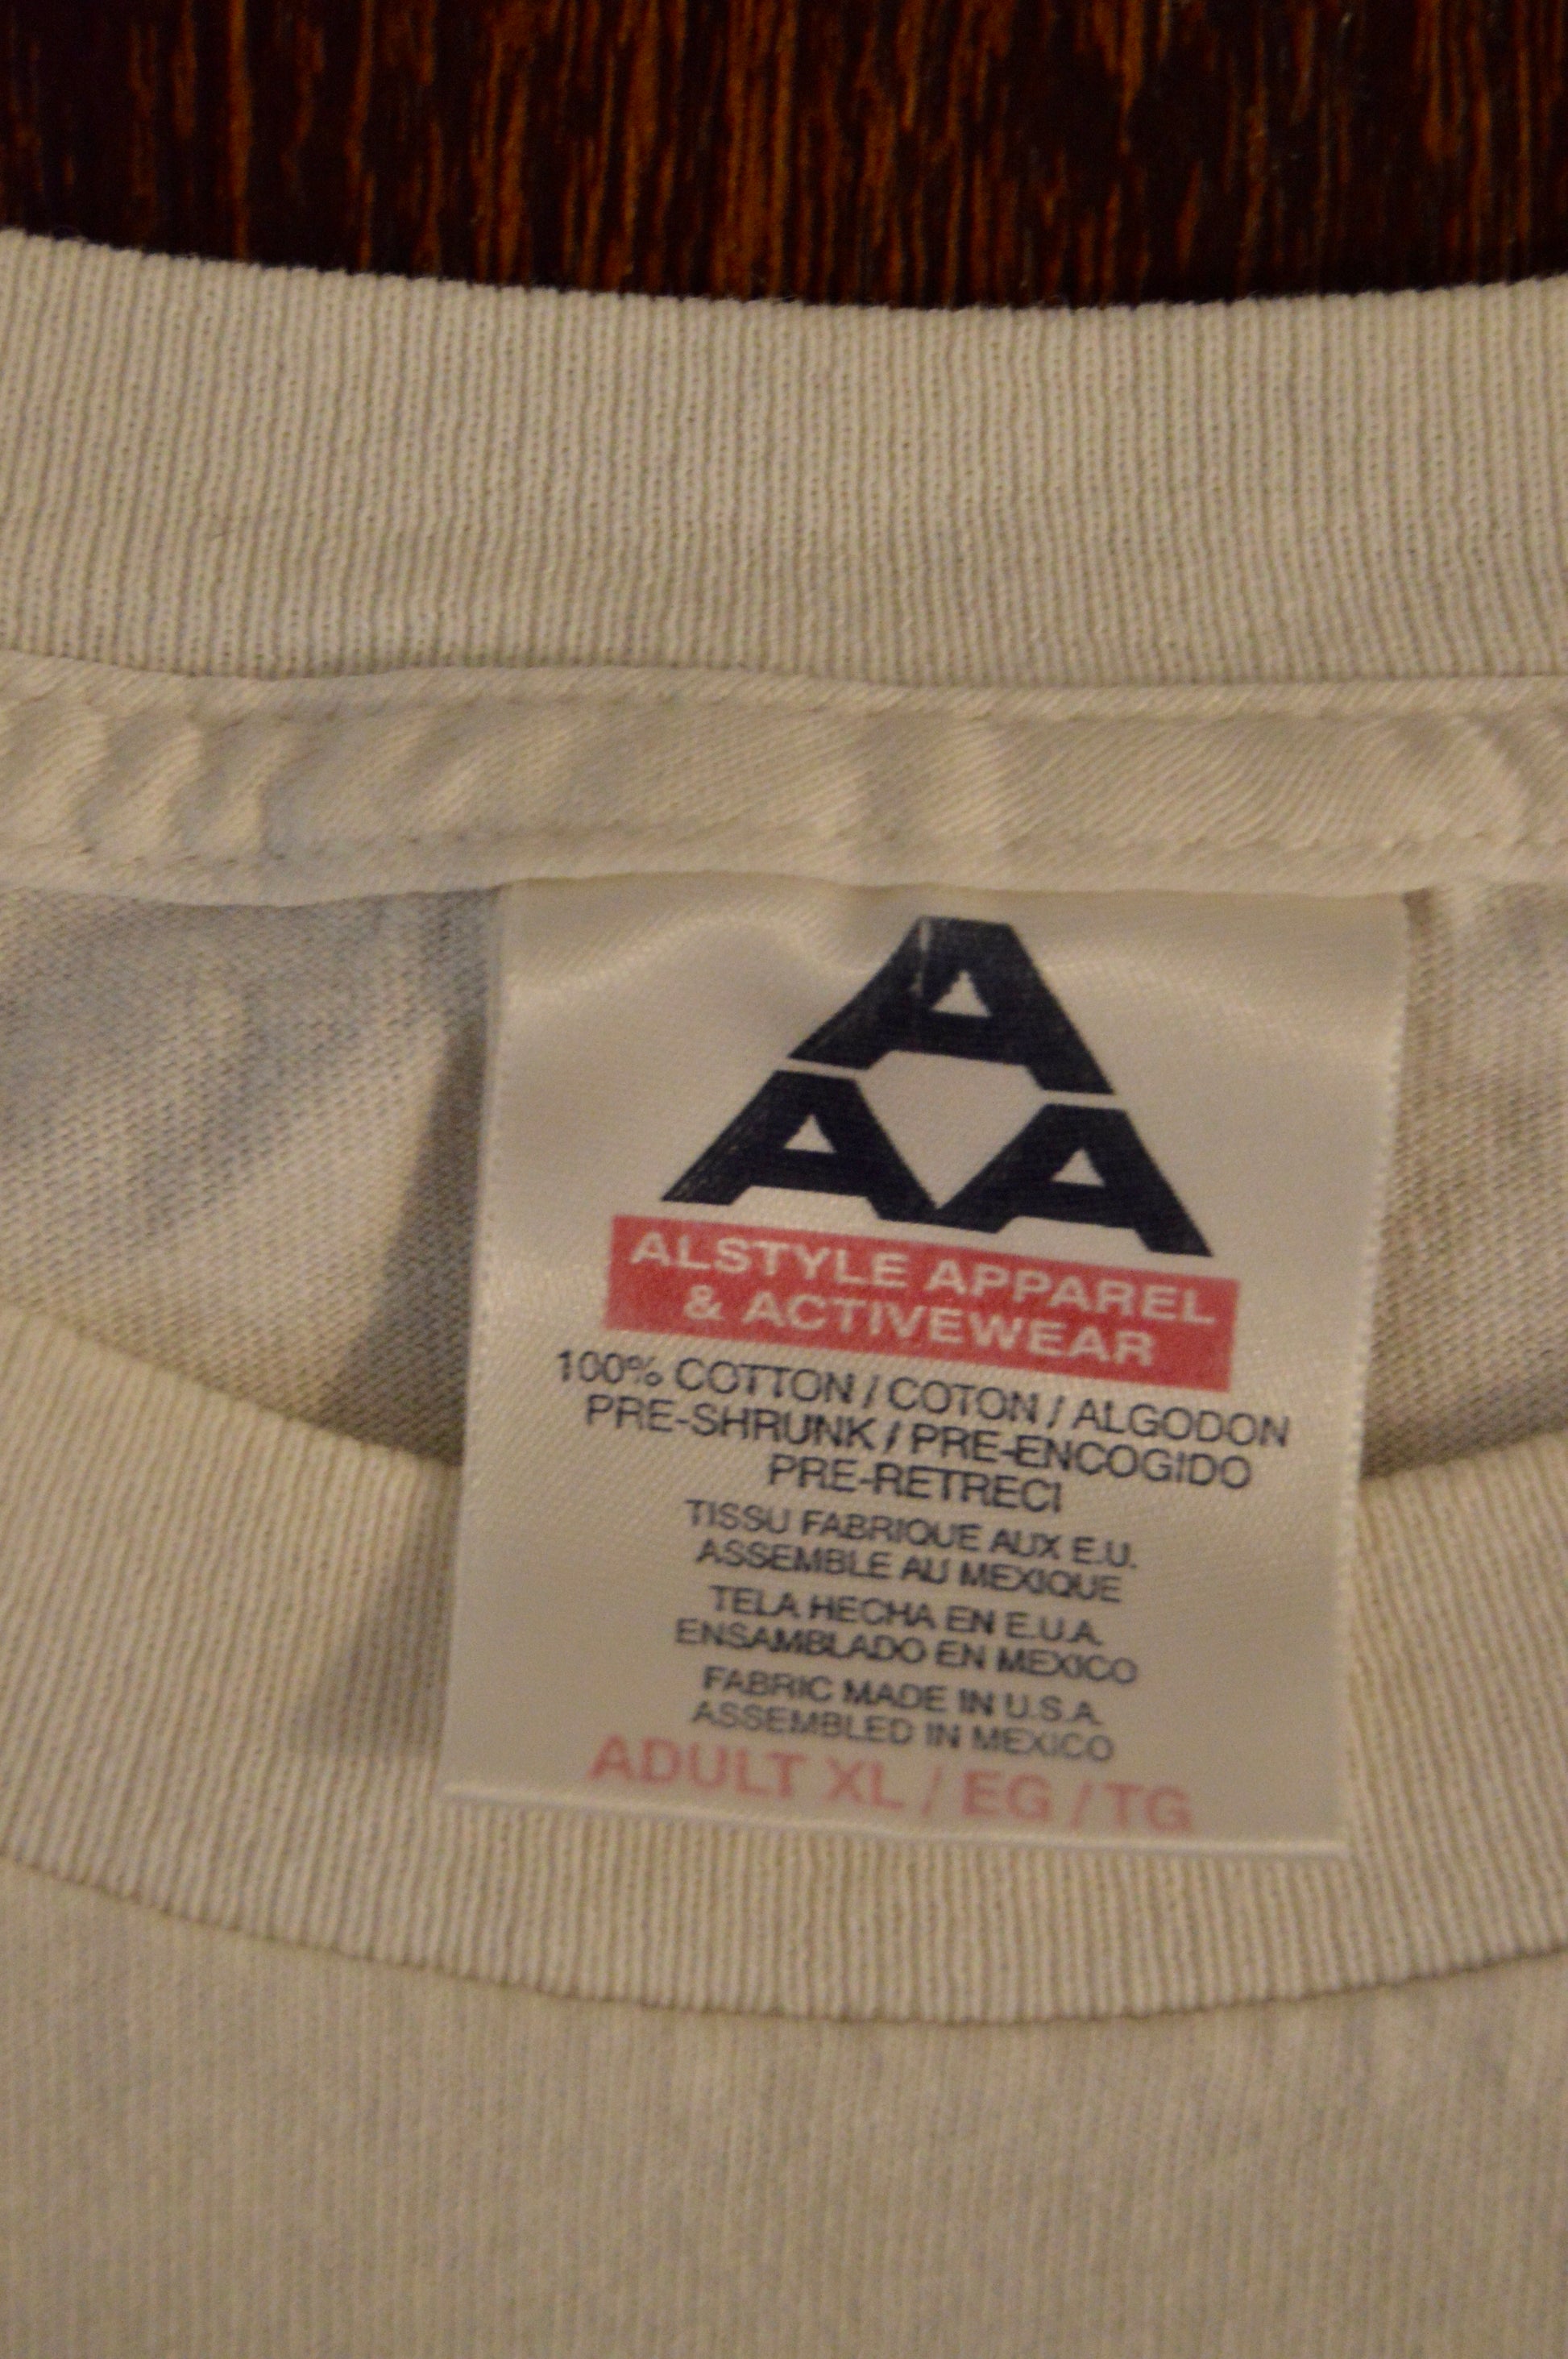 A
A A
ALSTYLE APPAREL
& ACTIVEWEAR
100% COTTON / COTON / ALGODON
PRE-SHRUNK / PRE-ENCOGIDO
PRE-RETRECI
TISSU FABRIQUE AUX E.U.
ASSEMBLE AU MEXIQUE
TELA HECHA EN E.U.A.
ENSAMBLADO EN MEXICO
FABRIC MADE IN U.S.A.
ASSEMBLED IN MEXICO
ADULT XL / EG / TG